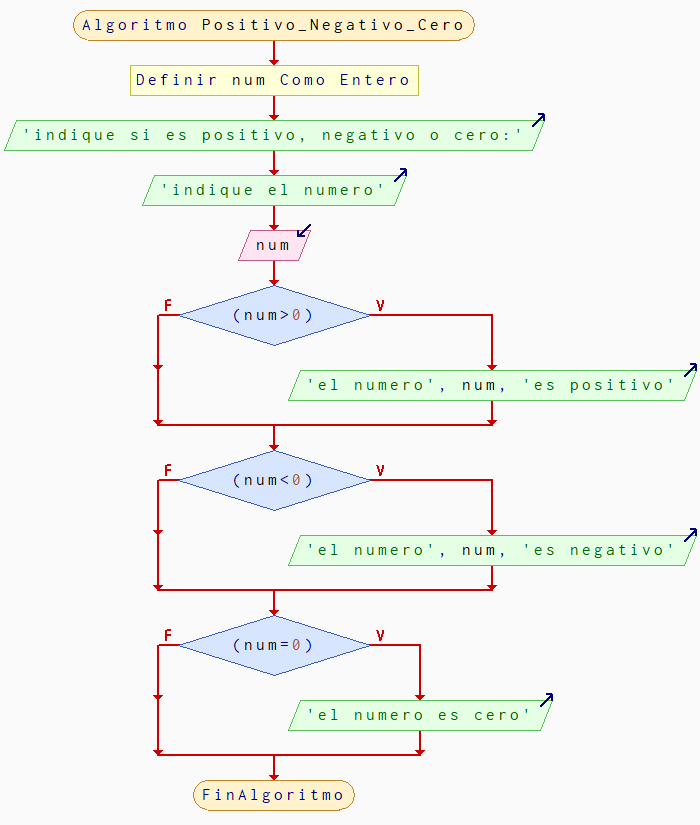 Algoritmo Positivo_Negativo_Cero
Definir num Como Entero
'indique si es positivo, negativo o cero:'
'indique el numero'
num
F
V
(num>0)
'el numero', num, 'es positivo'
F
V
(num<0)
'el numero', num, 'es negativo'
F
V
(num=0)
'el numero es cero'
FinAlgoritmo